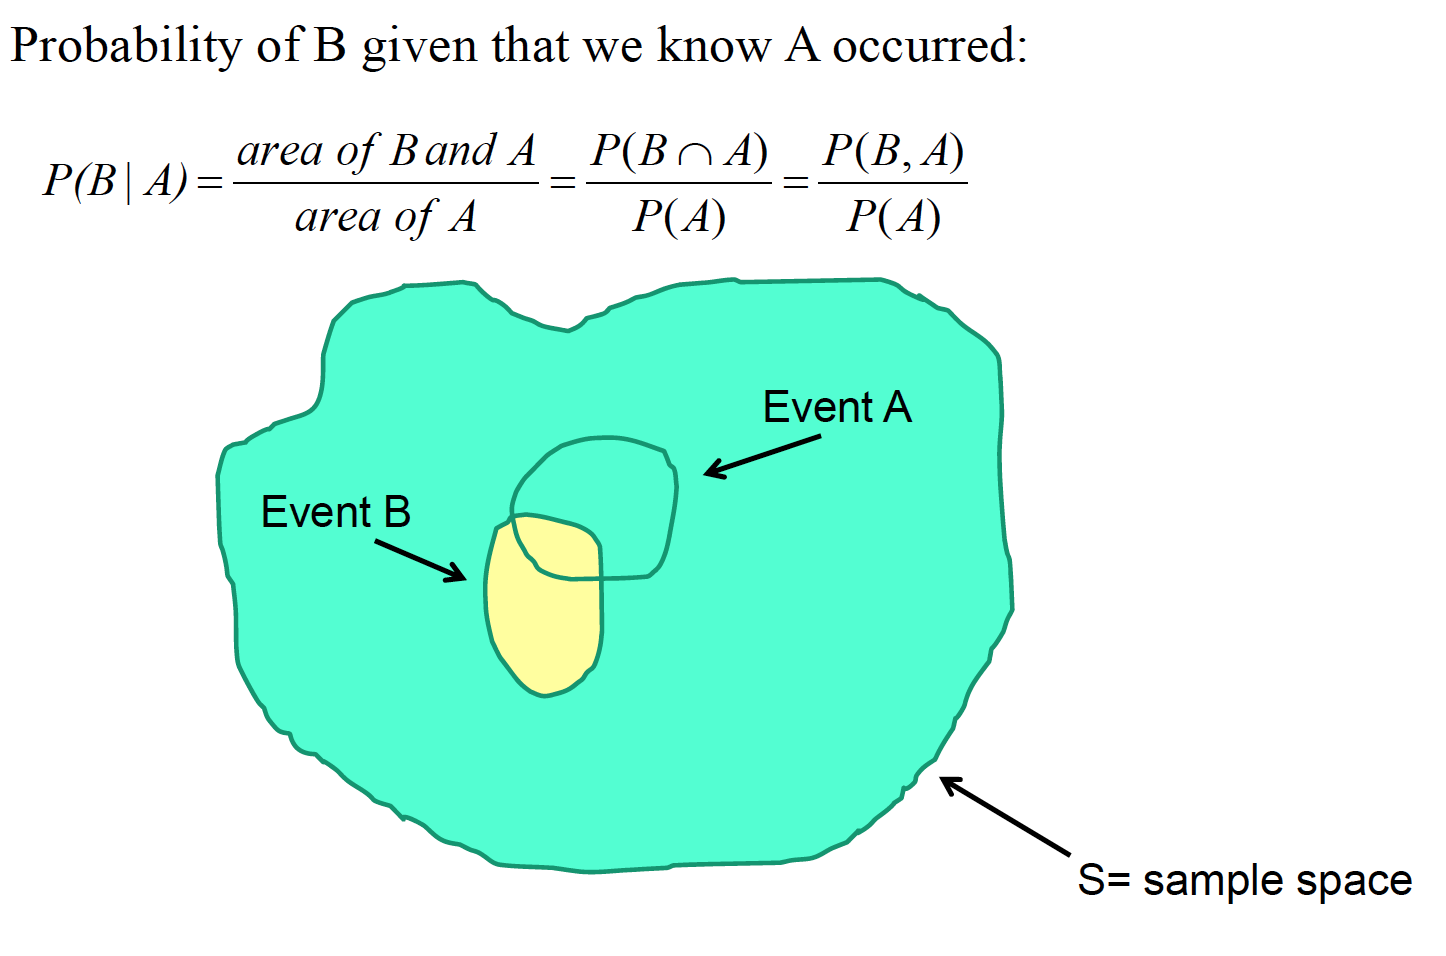 Probability of B given that we know A occurred:
P(B | A) = area of B and A / area of A = P(B ∩ A) / P(A) = P(B, A) / P(A)
Event A
Event B
S= sample space